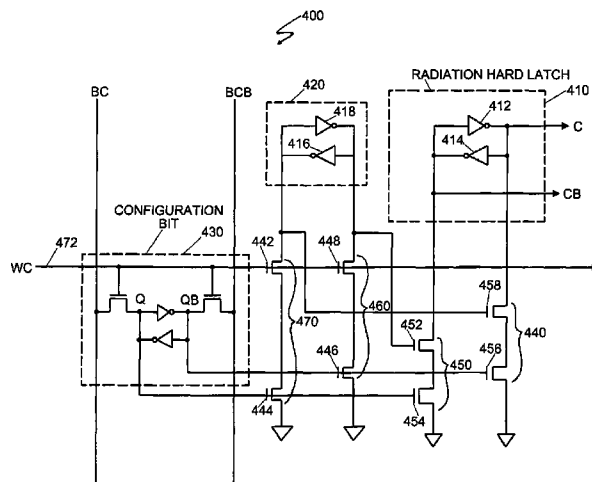 400
BC
BCB
420
418
416
RADIATION HARD LATCH
412
410
414
C
CB
CONFIGURATION
BIT
430
472
WC
442
448
Q
QB
470
460
458
440
452
450
446
456
444
454